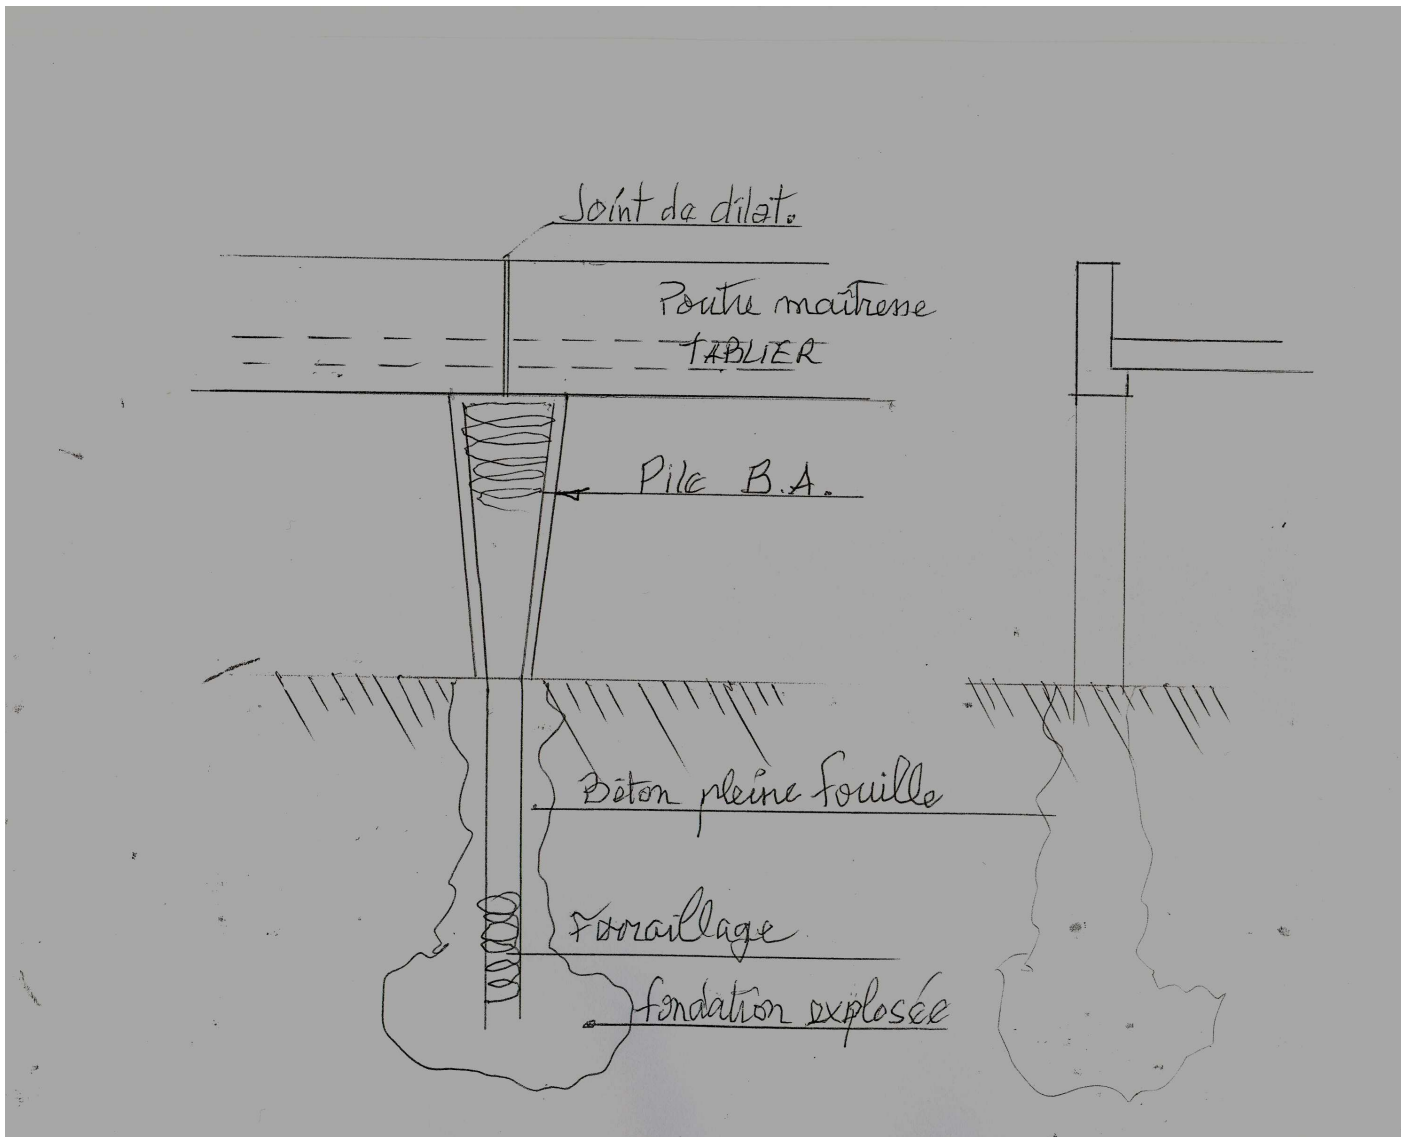 Joint de dilat.
Poutre maîtresse
TABLIER
Pile B.A.
Béton pleine fouille
Ferraillage
fondation explosée